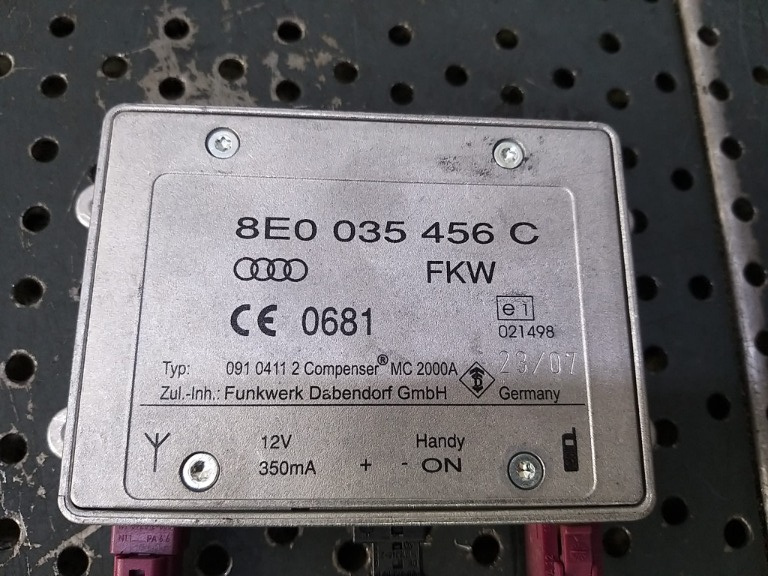 8E0 035 456 C
FKW
CE 0681
e1
021498
Typ: 091 0411 2 Compenser® MC 2000A 23/07
Zul.-Inh.: Funkwerk Dabendorf GmbH Germany
12V Handy
350mA + - ON